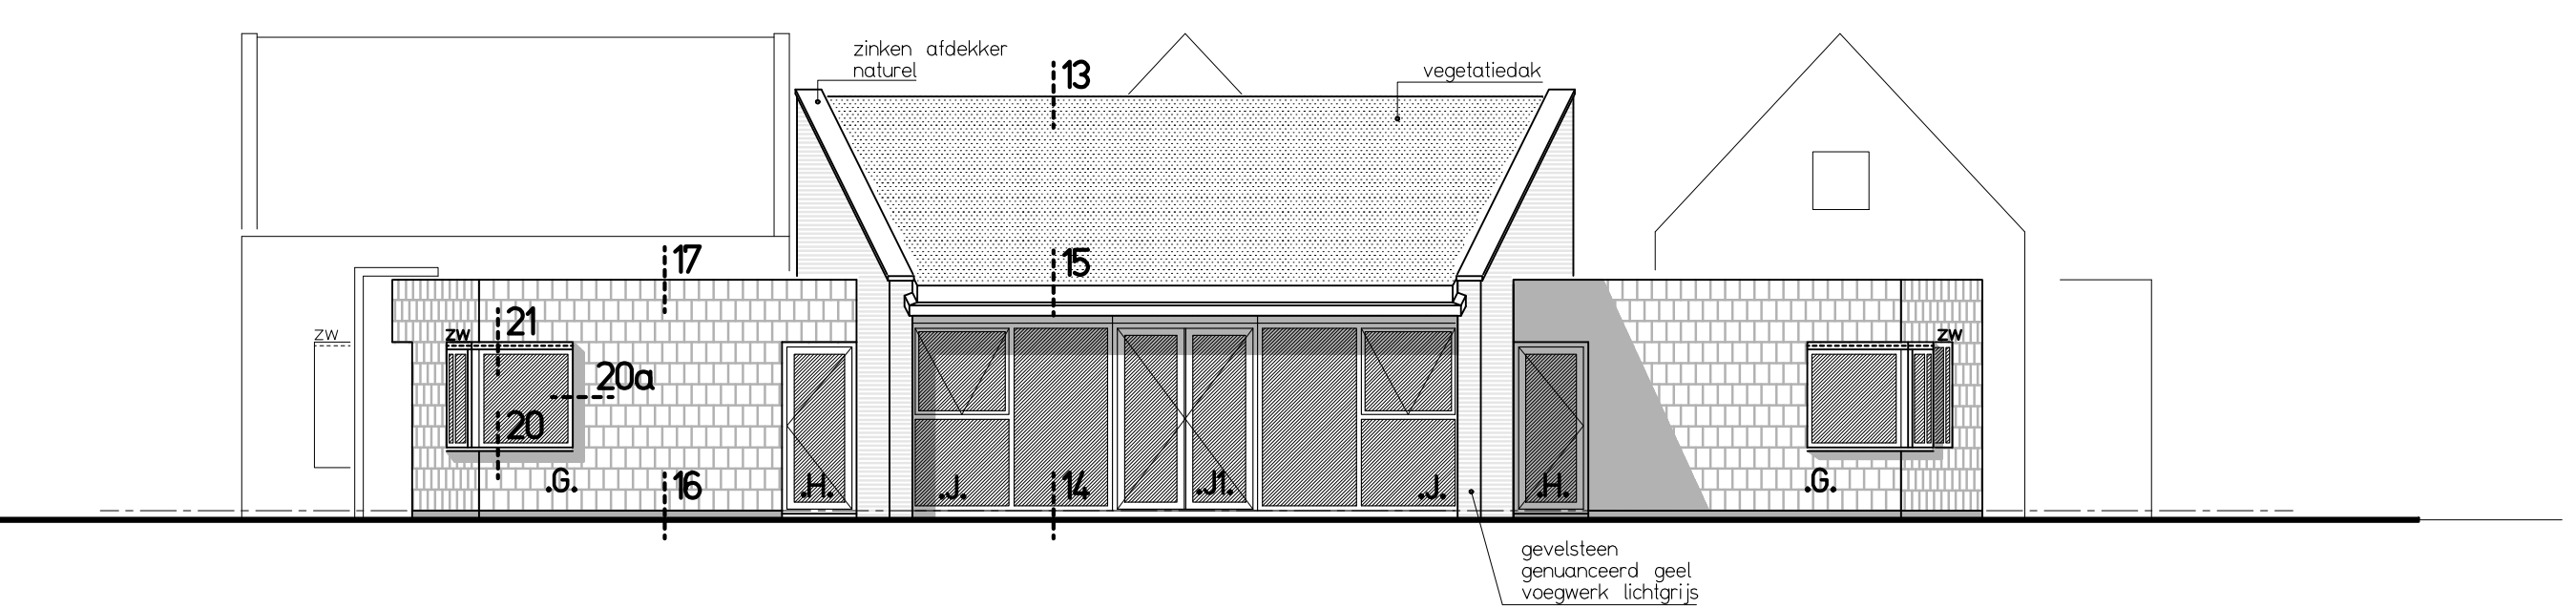 zinken afdekker
naturel
13
vegetatiedak
17
15
21
zw
zw
zw
20a
20
.G.
16
.H.
.J.
14
.J1.
.J.
.H.
.G.
gevelsteen
genuanceerd geel
voegwerk lichtgrijs